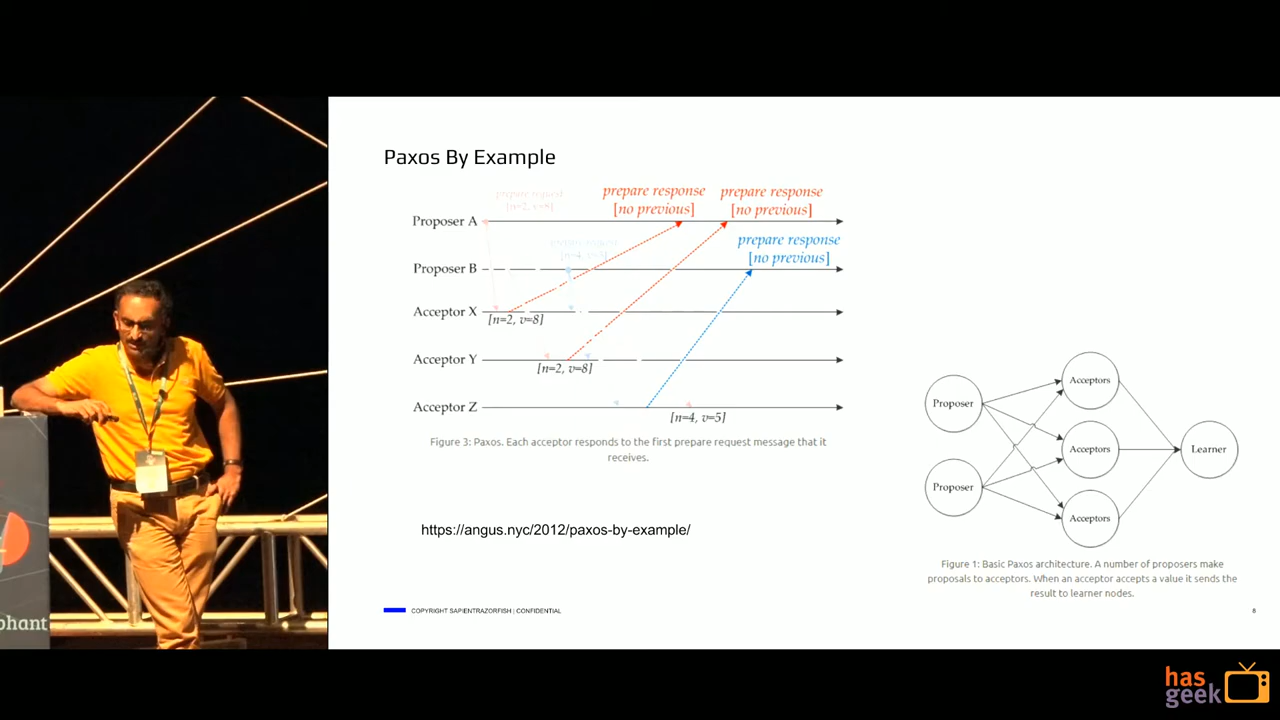 Paxos By Example
prepare request
[n=2, v=8]
prepare response
[no previous]
prepare response
[no previous]
Proposer A
prepare response
[no previous]
Proposer B
Acceptor X
[n=2, v=8]
Acceptor Y
[n=2, v=8]
Acceptor Z
[n=4, v=5]
Figure 3: Paxos. Each acceptor responds to the first prepare request message that it
receives.
https://angus.nyc/2012/paxos-by-example/
Proposer
Proposer
Acceptors
Acceptors
Acceptors
Learner
Figure 1: Basic Paxos architecture. A number of proposers make
proposals to acceptors. When an acceptor accepts a value it sends the
result to learner nodes.
COPYRIGHT SAPIENTRAZORFISH | CONFIDENTIAL
8
phant
has
geek